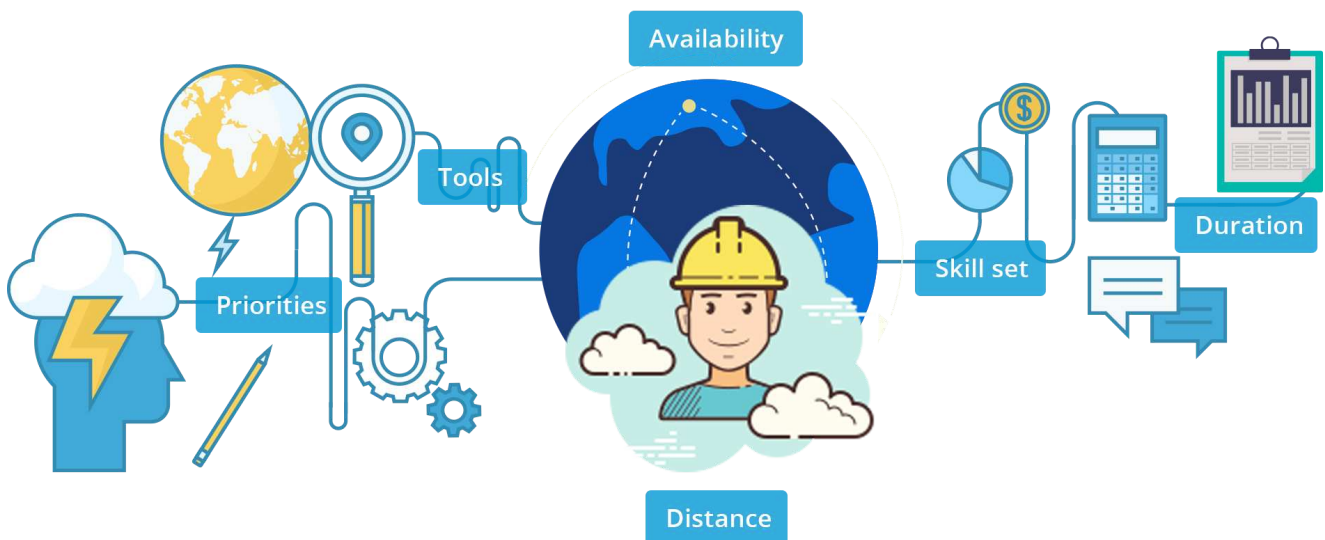 Availability
Tools
Priorities
Skill set
Duration
Distance
$